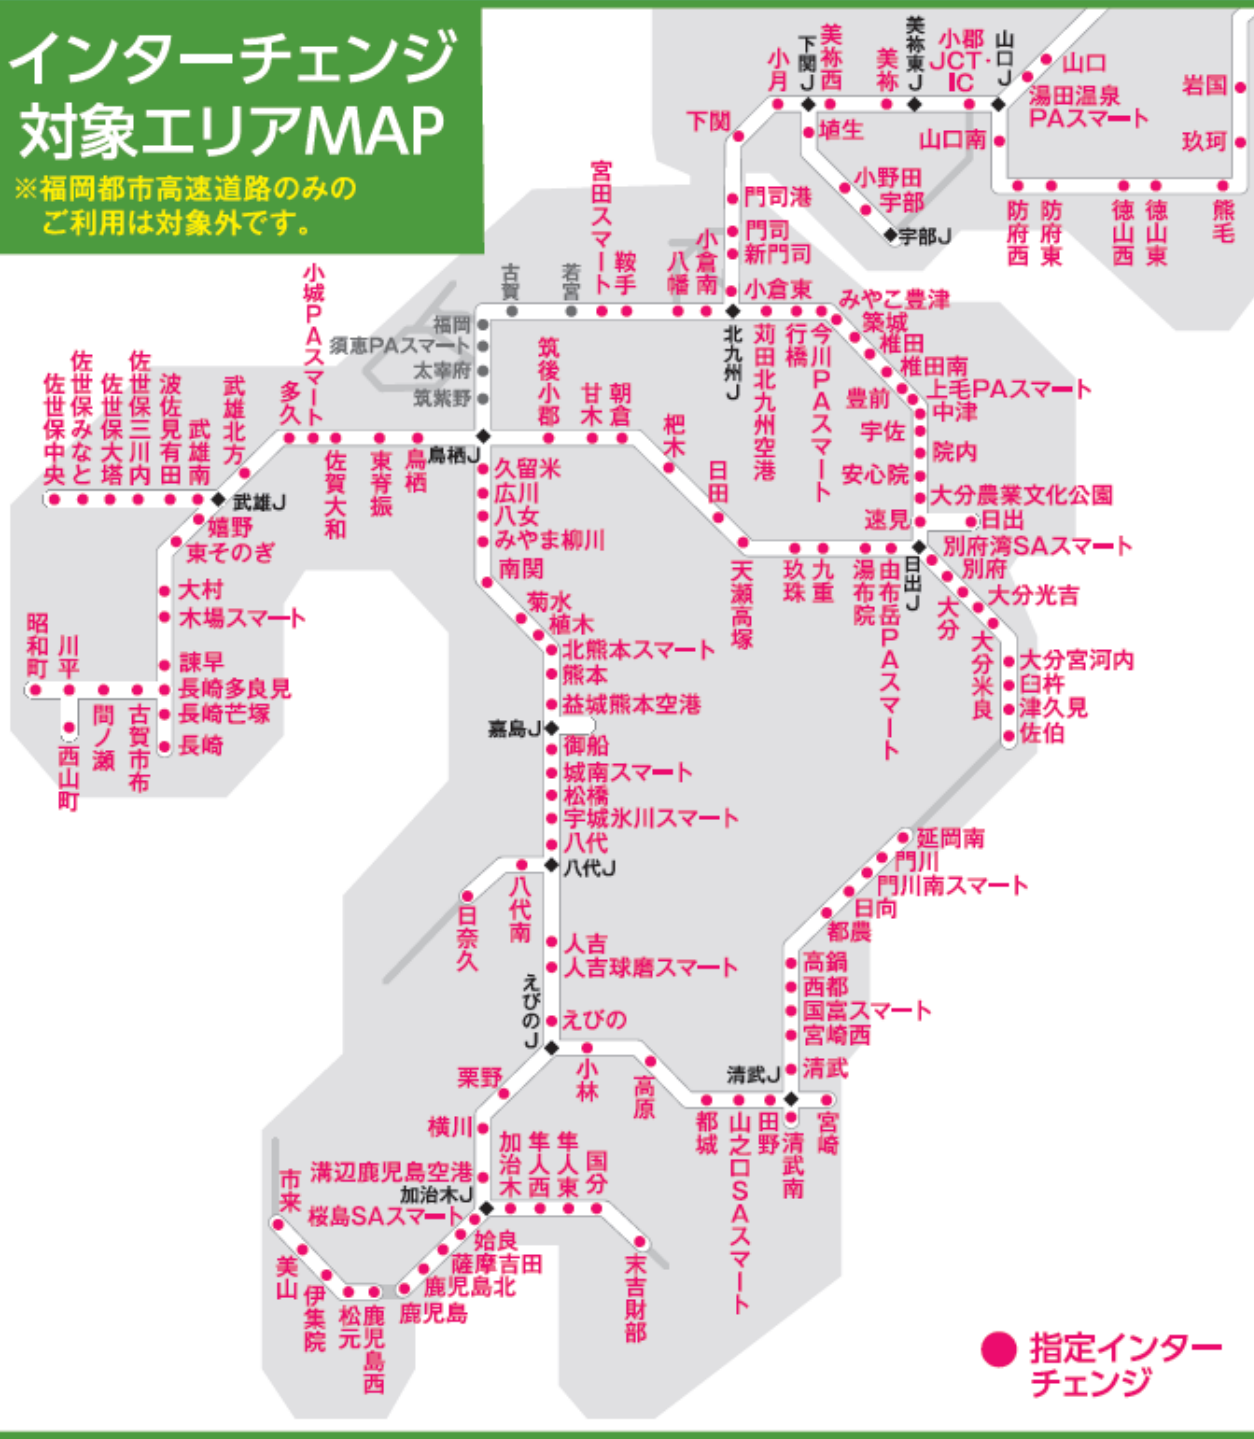 インターチェンジ
対象エリアMAP
※福岡都市高速道路のみの
ご利用は対象外です。
小月
下関J
美祢西
美祢
美祢東J
小郡
JCT・
IC
山口J
山口
湯田温泉
PAスマート
岩国
玖珂
下関
埴生
山口南
小野田
宇部
宇部J
防府西
防府東
徳山西
徳山東
熊毛
門司港
門司
新門司
小倉東
宮田スマート
鞍手
八幡
小倉南
古賀
若宮
福岡
須恵PAスマート
太宰府
筑紫野
北九州J
苅田北九州空港
行橋
今川PAスマート
みやこ豊津
築城
椎田
椎田南
上毛PAスマート
豊前
中津
宇佐
院内
安心院
大分農業文化公園
速見
日出
日出J
別府湾SAスマート
別府
大分
大分光吉
大分米良
大分宮河内
臼杵
津久見
佐伯
小城PAスマート
多久
武雄北方
武雄南
波佐見有田
佐世保三川内
佐世保大塔
佐世保みなと
佐世保中央
武雄J
佐賀大和
東脊振
鳥栖
鳥栖J
筑後小郡
甘木
朝倉
杷木
日田
天瀬高塚
玖珠
九重
湯布院
由布岳PAスマート
嬉野
東そのぎ
大村
木場スマート
諫早
長崎多良見
長崎芒塚
長崎
昭和町
川平
西山町
間ノ瀬
古賀市布
久留米
広川
八女
みやま柳川
南関
菊水
植木
北熊本スマート
熊本
益城熊本空港
嘉島J
御船
城南スマート
松橋
宇城氷川スマート
八代
八代J
八代南
日奈久
人吉
人吉球磨スマート
えびのJ
えびの
小林
高原
都城
山之口SAスマート
田野
清武J
清武南
宮崎
清武
宮崎西
国富スマート
西都
高鍋
都農
日向
門川南スマート
門川
延岡南
栗野
横川
溝辺鹿児島空港
加治木J
加治木
隼人西
隼人東
国分
末吉財部
桜島SAスマート
姶良
薩摩吉田
鹿児島北
鹿児島
鹿児島西
松元
伊集院
美山
市来
指定インター
チェンジ